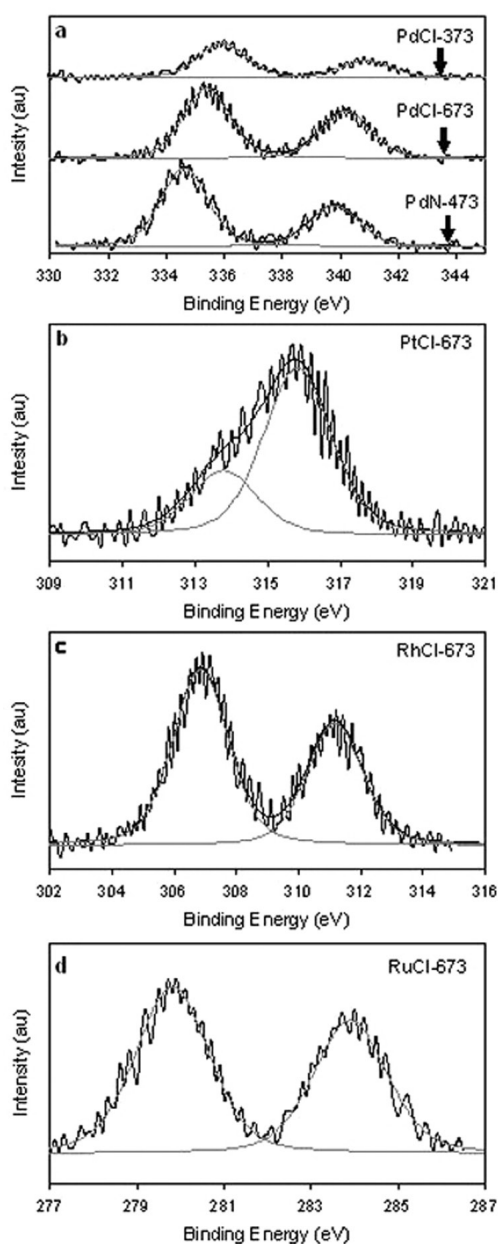 a
PdCl-373
PdCl-673
PdN-473
Intesity (au)
330 332 334 336 338 340 342 344
Binding Energy (eV)
b
PtCl-673
Intesity (au)
309 311 313 315 317 319 321
Binding Energy (eV)
c
RhCl-673
Intesity (au)
302 304 306 308 310 312 314 316
Binding Energy (eV)
d
RuCl-673
Intensity (au)
277 279 281 283 285 287
Binding Energy (eV)